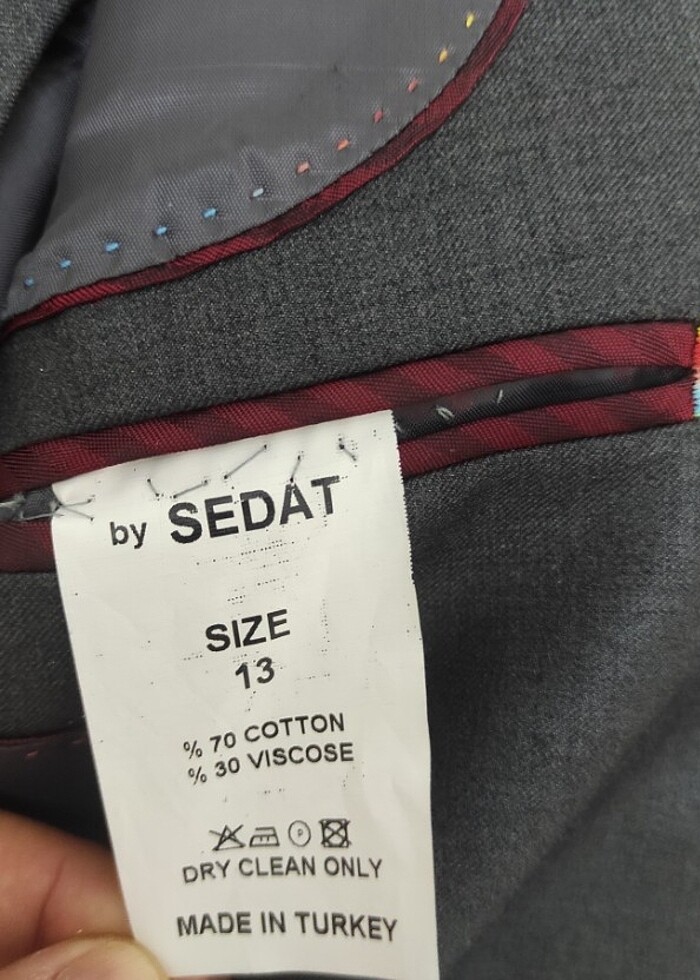 by SEDAT
SIZE
13
% 70 COTTON
% 30 VISCOSE
P
DRY CLEAN ONLY
MADE IN TURKEY